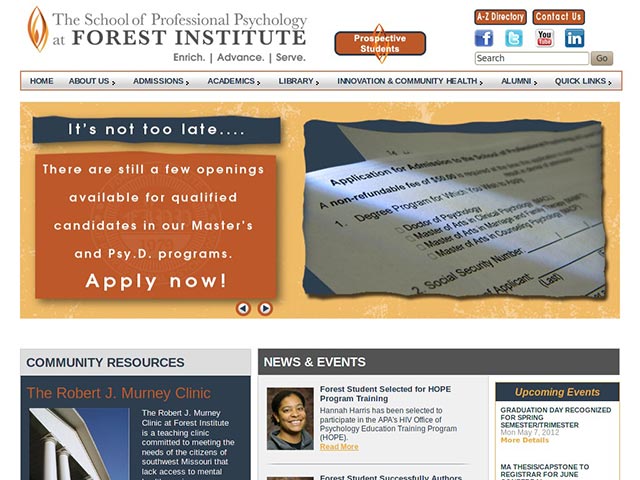 The School of Professional Psychology
at FOREST INSTITUTE
Enrich. | Advance. | Serve.
Prospective
Students
A-Z Directory
Contact Us
You
Tube
Search
Go
HOME
ABOUT US
ADMISSIONS
ACADEMICS
LIBRARY
INNOVATION & COMMUNITY HEALTH
ALUMNI
QUICK LINKS
It's not too late....
There are still a few openings
available for qualified
candidates in our Master's
and Psy.D. programs.
Apply now!
Application for Admission to the School of Professional Psychology
A non-refundable fee of $50.00 is required
1. Degree Program for Which You Wish to Apply
Doctor of Psychology
Master of Arts in Clinical Psychology (MACL)
Master of Arts in Marriage and Family Therapy
Master of Arts in Counseling Psychology
2. Social Security Number
of Applicant:
(Last)
COMMUNITY RESOURCES
The Robert J. Murney Clinic
The Robert J. Murney
Clinic at Forest Institute
is a teaching clinic
committed to meeting the
needs of the citizens of
southwest Missouri that
lack access to mental
NEWS & EVENTS
Forest Student Selected for HOPE
Program Training
Hannah Harris has been selected to
participate in the APA's HIV Office of
Psychology Education Training Program
(HOPE).
Read More
Forest Student Successfully Authors
Upcoming Events
GRADUATION DAY RECOGNIZED
FOR SPRING
SEMESTER/TRIMESTER
Mon May 7, 2012
More Details
MA THESIS/CAPSTONE TO
REGISTRAR FOR JUNE